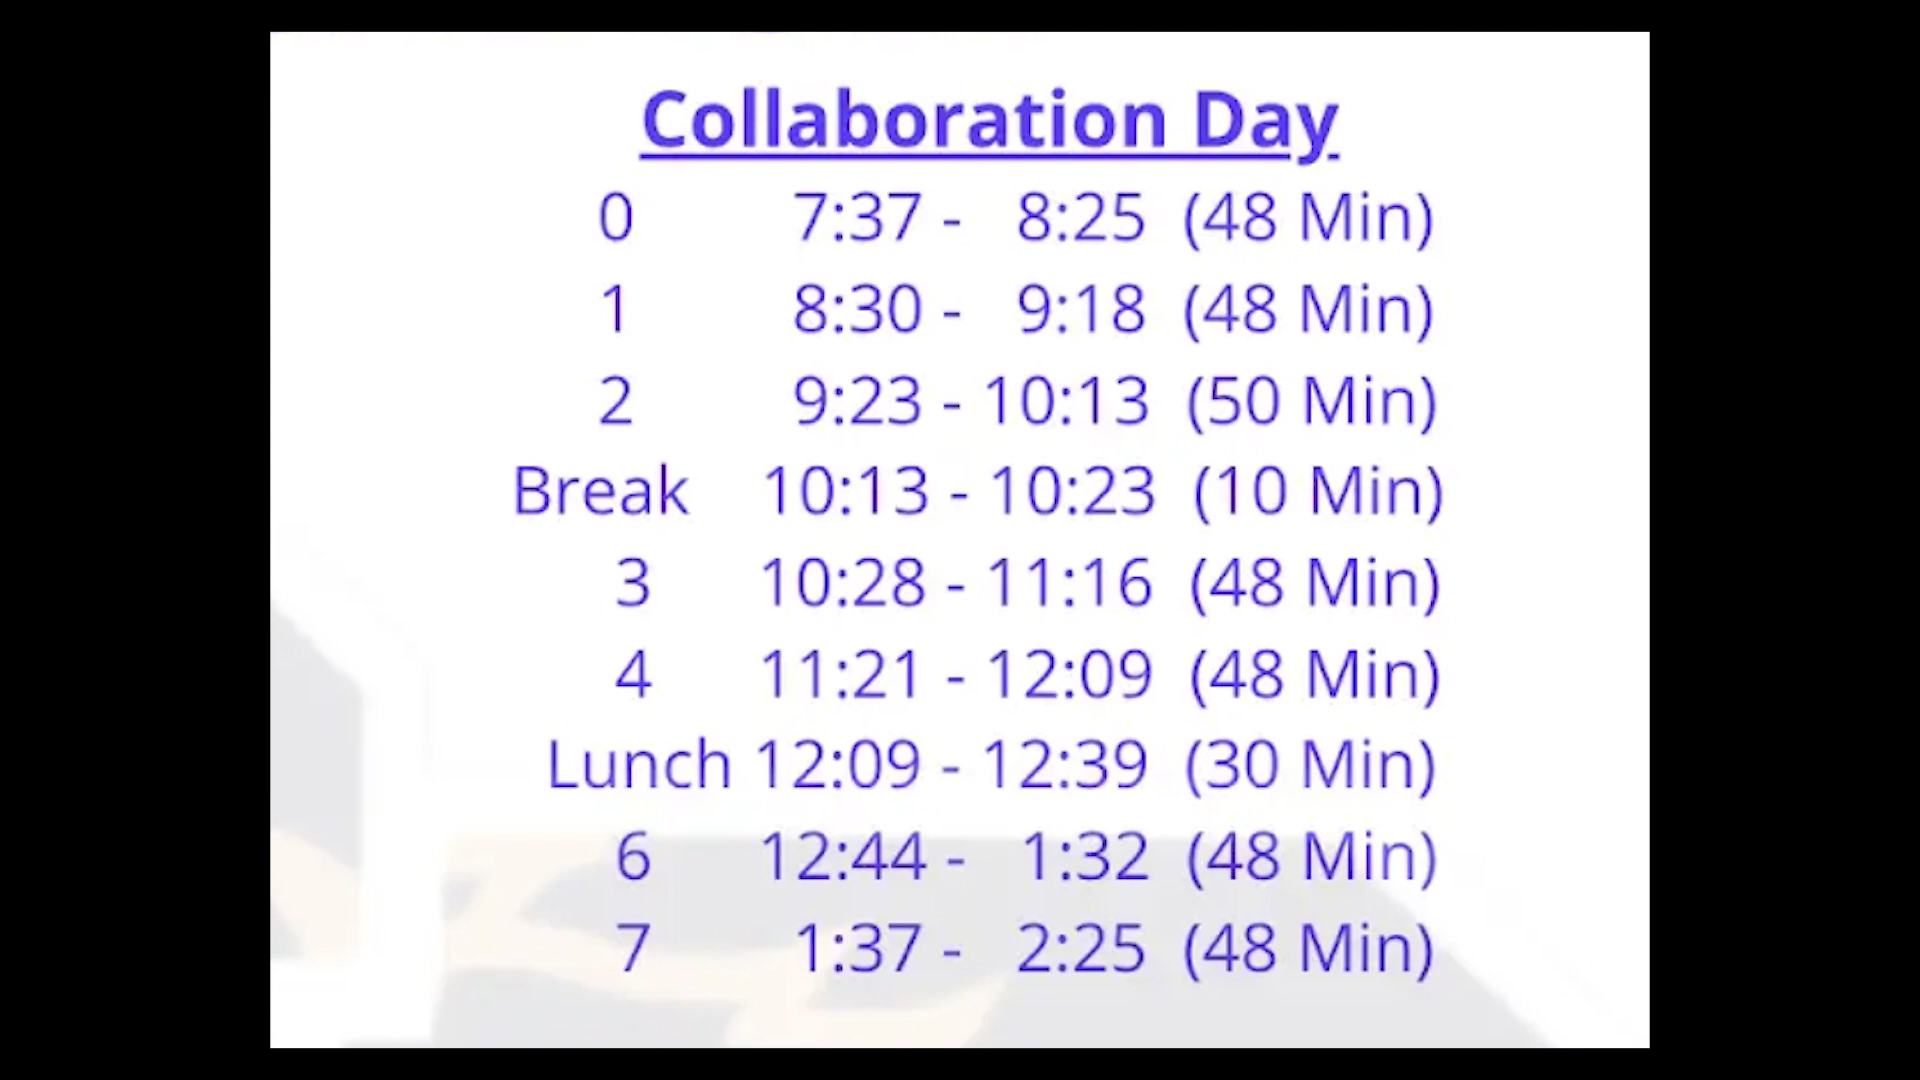 Collaboration Day
0 7:37 - 8:25 (48 Min)
1 8:30 - 9:18 (48 Min)
2 9:23 - 10:13 (50 Min)
Break 10:13 - 10:23 (10 Min)
3 10:28 - 11:16 (48 Min)
4 11:21 - 12:09 (48 Min)
Lunch 12:09 - 12:39 (30 Min)
6 12:44 - 1:32 (48 Min)
7 1:37 - 2:25 (48 Min)